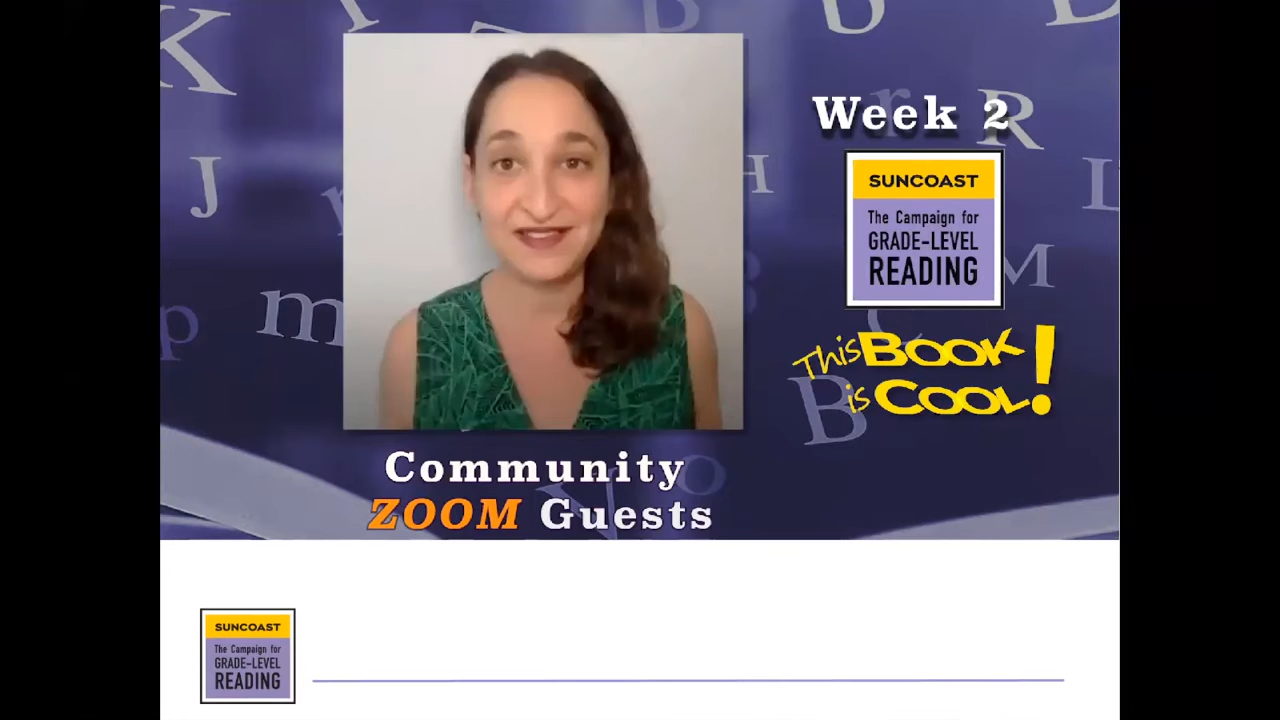 Week 2
SUNCOAST
The Campaign for
GRADE-LEVEL
READING
This BOOK
is COOL!
Community
ZOOM Guests
SUNCOAST
The Campaign for
GRADE-LEVEL
READING
K
T
B
U
D
r
R
J
r
H
L
M
m
p
C
B
V
o